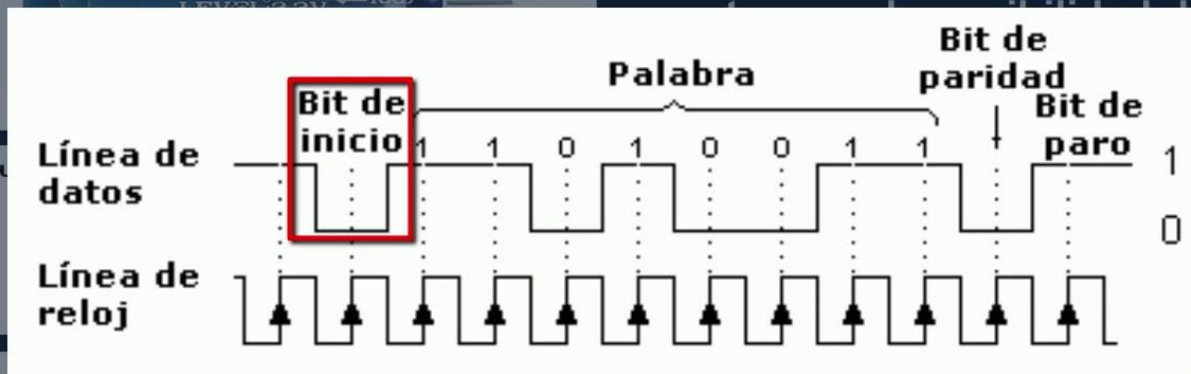 Bit de
paridad
Palabra
Bit de
inicio
Bit de
paro
1 1 0 1 0 0 1 1
Línea de
datos
1
0
Línea de
reloj